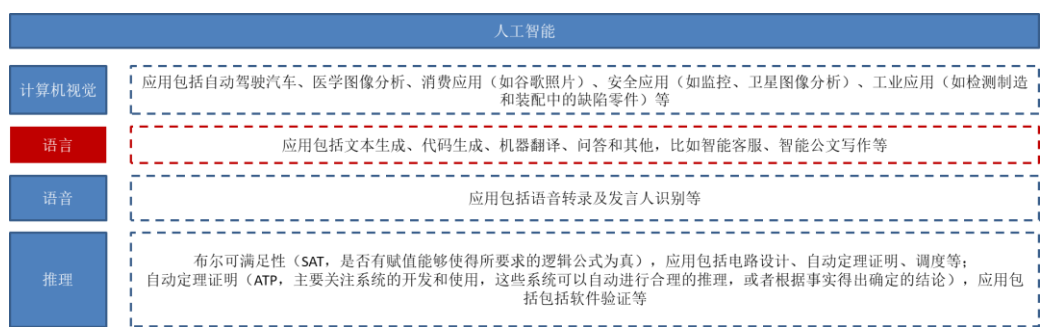 人工智能
计算机视觉
应用包括自动驾驶汽车、医学图像分析、消费应用（如谷歌照片）、安全应用（如监控、卫星图像分析）、工业应用（如检测制造
和装配中的缺陷零件）等
语言
应用包括文本生成、代码生成、机器翻译、问答和其他，比如智能客服、智能公文写作等
语音
应用包括语音转录及发言人识别等
推理
布尔可满足性（SAT，是否有赋值能够使得所要求的逻辑公式为真），应用包括电路设计、自动定理证明、调度等；
自动定理证明（ATP，主要关注系统的开发和使用，这些系统可以自动进行合理的推理，或者根据事实得出确定的结论），应用包
括包括软件验证等